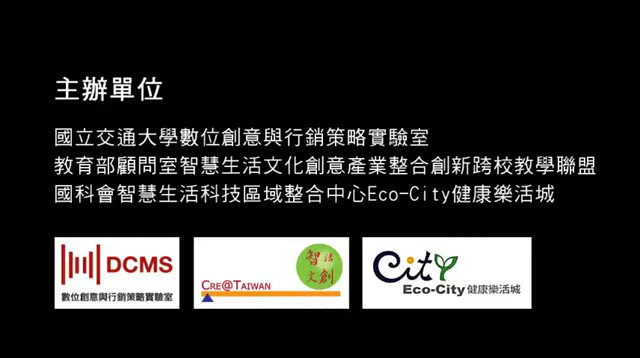 主辦單位
國立交通大學數位創意與行銷策略實驗室
教育部顧問室智慧生活文化創意產業整合創新跨校教學聯盟
國科會智慧生活科技區域整合中心Eco-City健康樂活城
DCMS
數位創意與行銷策略實驗室
智活
文創
CRE@TAIWAN
City
Eco-City 健康樂活城